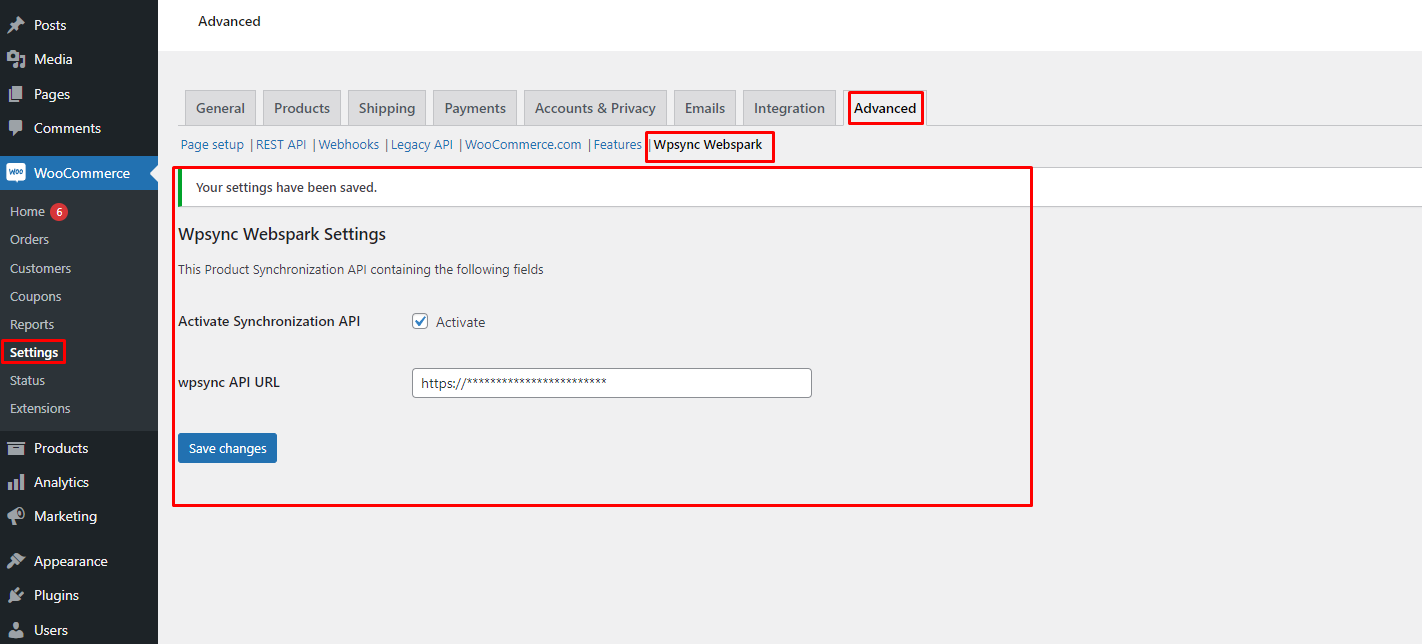 Posts
Media
Pages
Comments
WOO WooCommerce
Home 6
Orders
Customers
Coupons
Reports
Settings
Status
Extensions
Products
Analytics
Marketing
Appearance
Plugins
Users
Advanced
General Products Shipping Payments Accounts & Privacy Emails Integration Advanced
Page setup | REST API | Webhooks | Legacy API | WooCommerce.com | Features | Wpsync Webspark
Your settings have been saved.
Wpsync Webspark Settings
This Product Synchronization API containing the following fields
Activate Synchronization API Activate
wpsync API URL https://************************
Save changes